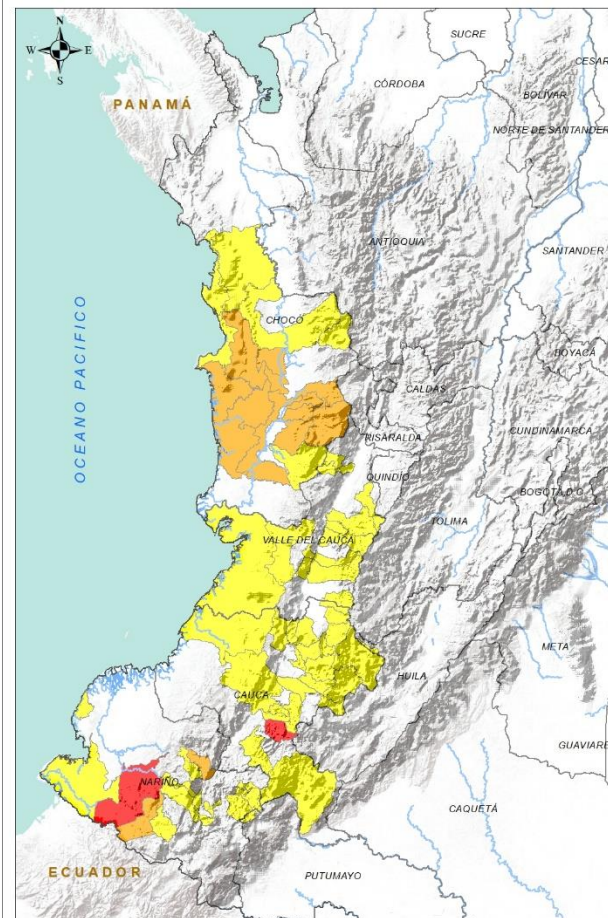 SUCRE
N
W E
S
CÓRDOBA
CESAR
BOLÍVAR
PANAMÁ
NORTE DE SANTANDER
ANTIOQUIA
SANTANDER
CHOCÓ
BOYACÁ
OCEANO PACIFICO
CALDAS
CUNDINAMARCA
RISARALDA
QUINDIO
BOGOTÁ D.C
TOLIMA
VALLE DEL CAUCA
META
HUILA
CAUCA
GUAVIARE
NARIÑO
CAQUETÁ
ECUADOR
PUTUMAYO